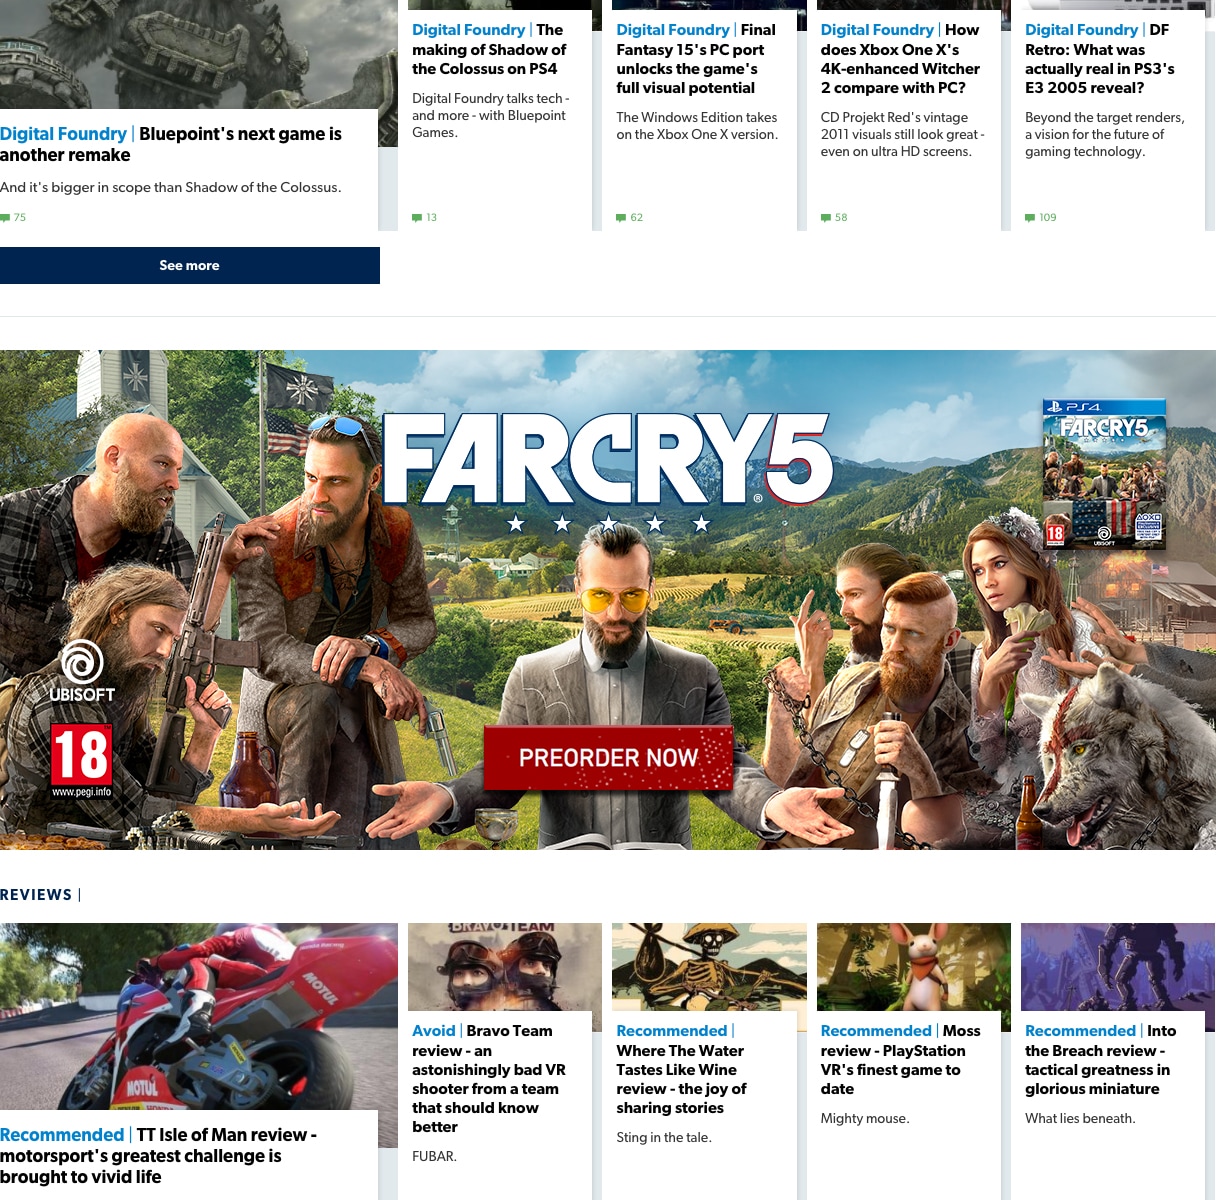 Digital Foundry | Bluepoint's next game is
another remake
And it's bigger in scope than Shadow of the Colossus.
75
Digital Foundry | The
making of Shadow of
the Colossus on PS4
Digital Foundry talks tech -
and more - with Bluepoint
Games.
13
Digital Foundry | Final
Fantasy 15's PC port
unlocks the game's
full visual potential
The Windows Edition takes
on the Xbox One X version.
62
Digital Foundry | How
does Xbox One X's
4K-enhanced Witcher
2 compare with PC?
CD Projekt Red's vintage
2011 visuals still look great -
even on ultra HD screens.
58
Digital Foundry | DF
Retro: What was
actually real in PS3's
E3 2005 reveal?
Beyond the target renders,
a vision for the future of
gaming technology.
109
See more
FARCRY5®
PS4
FARCRY5
18
UBISOFT
UBISOFT
18
www.pegi.info
PREORDER NOW
REVIEWS |
MOTUL
MOTUL
Recommended | TT Isle of Man review -
motorsport's greatest challenge is
brought to vivid life
BRAVO TEAM
Avoid | Bravo Team
review - an
astonishingly bad VR
shooter from a team
that should know
better
FUBAR.
Recommended |
Where The Water
Tastes Like Wine
review - the joy of
sharing stories
Sting in the tale.
Recommended | Moss
review - PlayStation
VR's finest game to
date
Mighty mouse.
Recommended | Into
the Breach review -
tactical greatness in
glorious miniature
What lies beneath.